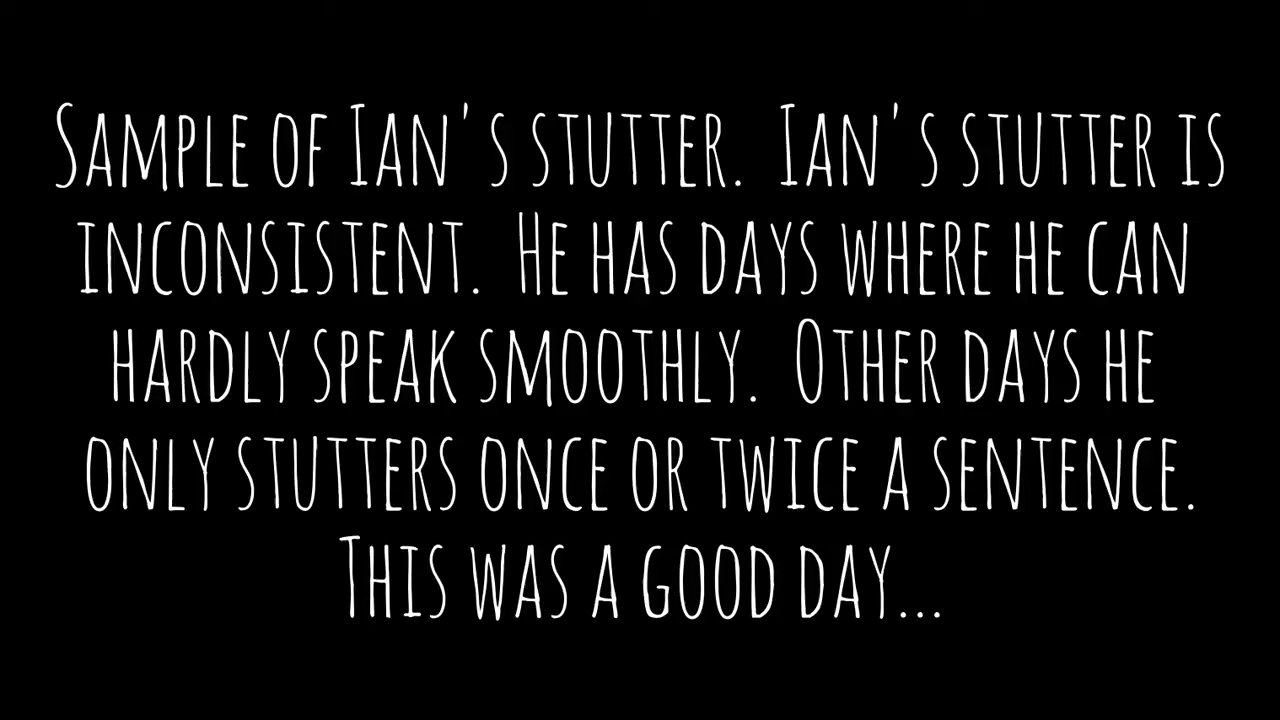 Sample of Ian's stutter.  Ian's stutter is
inconsistent.  He has days where he can
hardly speak smoothly.  Other days he
only stutters once or twice a sentence.
This was a good day...